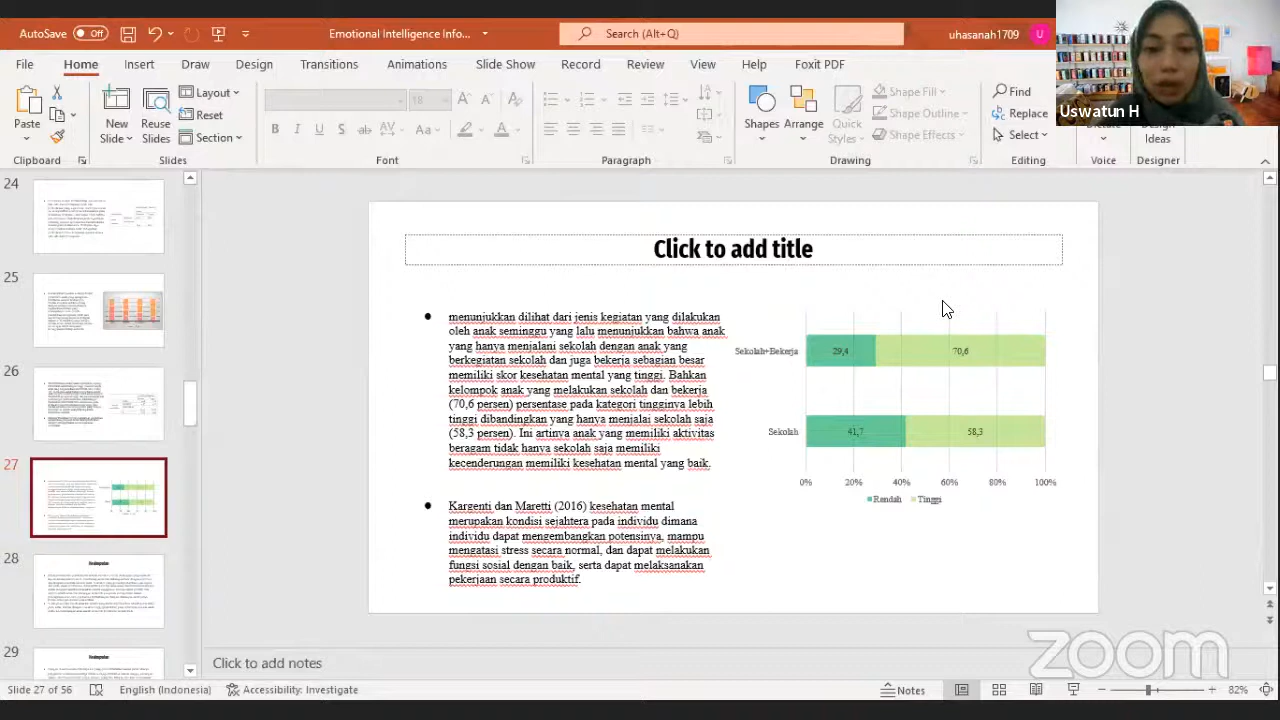 AutoSave Off
Emotional Intelligence Info...
Search (Alt+Q)
uhasanah1709
U
Uswatun H
File Home Insert Draw Design Transitions Animations Slide Show Record Review View Help Foxit PDF
Paste
New Slide
Reuse Slides
Layout
Reset
Section
18
Shapes
Arrange
Quick Styles
Shape Fill
Shape Outline
Shape Effects
Find
Replace
Select
Dictate
Design Ideas
Clipboard Slides Font Paragraph Drawing Editing Voice Designer
24
25
26
27
28
29
Click to add title
menunjukkan dilihat dari jenis kegiatan yang dilakukan
oleh anak seminggu yang lalu menunjukkan bahwa anak
yang hanya menjalani sekolah dengan anak yang
berkegiatan sekolah dan juga bekerja sebagian besar
memiliki skor kesehatan mental yang tinggi. Bahkan
kelompok anak yang melakukan sekolah dan bekerja
(70,6 persen) persentase pada kategori tingginya lebih
tinggi dibandingkan yang hanya menjalai sekolah saja
(58,3 persen). Ini artinya anak yang memiliki aktivitas
beragam tidak hanya sekolah saja memiliki
kecenderungan memiliki kesehatan mental yang baik.
Kargenti dan Maretti (2016) kesehatan mental
merupakan kondisi sejahtera pada individu dimana
individu dapat mengembangkan potensinya, mampu
mengatasi stress secara normal, dan dapat melakukan
fungsi sosial dengan baik, serta dapat melaksanakan
pekerjaan secara produktif.
Sekolah+Bekerja 29,4 70,6
Sekolah 41,7 58,3
0% 20% 40% 60% 80% 100%
Rendah Tinggi
zoom
Click to add notes
Slide 27 of 56
English (Indonesia)
Accessibility: Investigate
Notes
82%